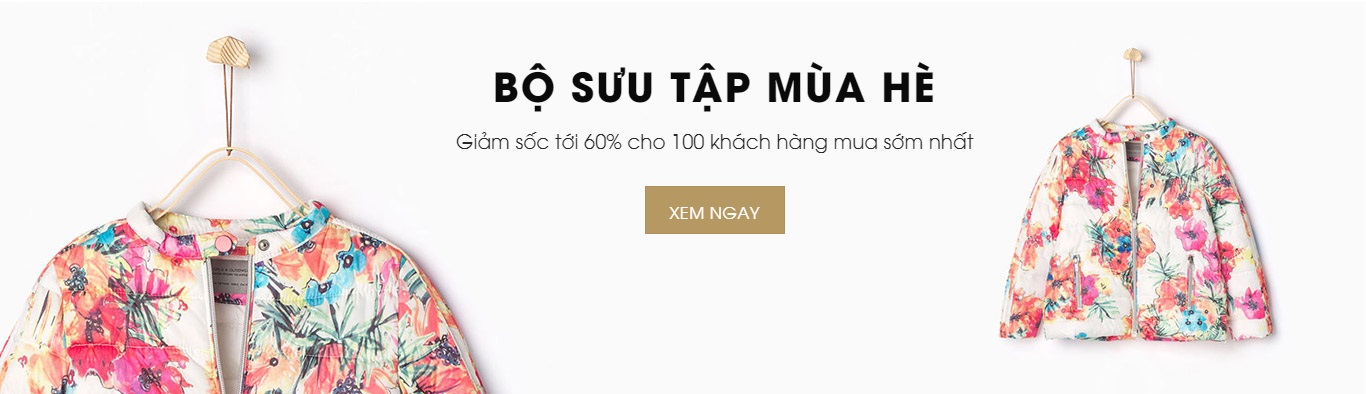 BỘ SƯU TẬP MÙA HÈ
Giảm sốc tới 60% cho 100 khách hàng mua sớm nhất
XEM NGAY